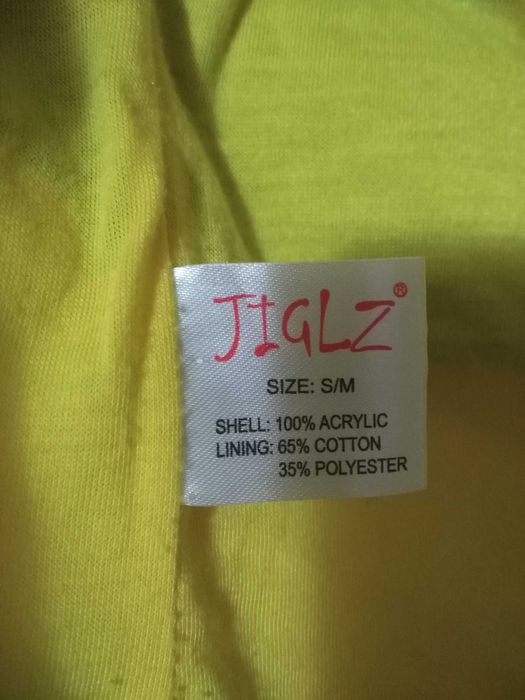 JIGLZ®
SIZE: S/M
SHELL: 100% ACRYLIC
LINING: 65% COTTON
35% POLYESTER